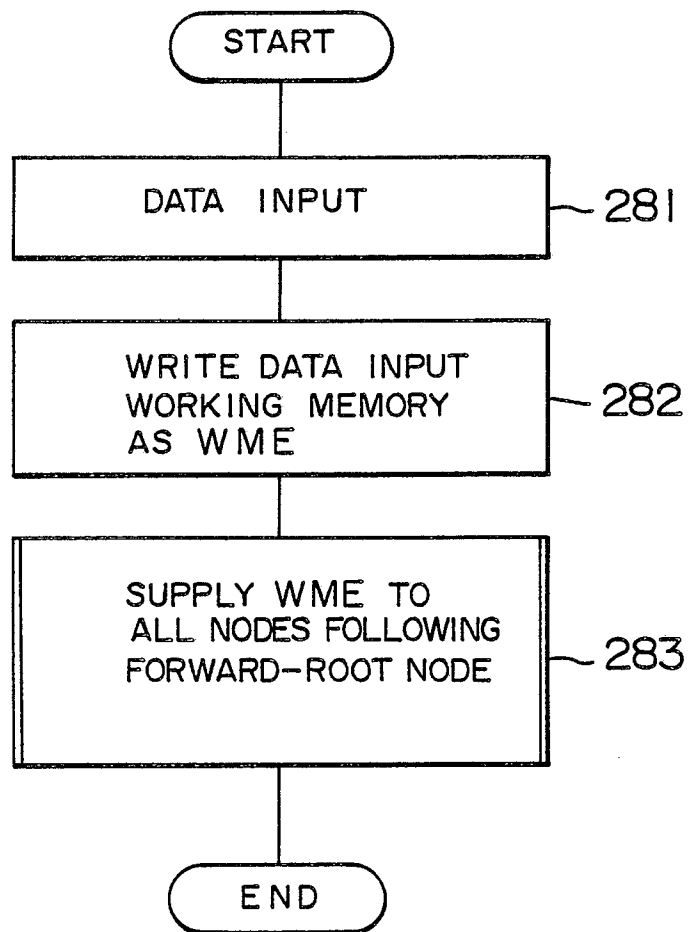 START
DATA INPUT
281
WRITE DATA INPUT
WORKING MEMORY
AS WME
282
SUPPLY WME TO
ALL NODES FOLLOWING
FORWARD-ROOT NODE
283
END